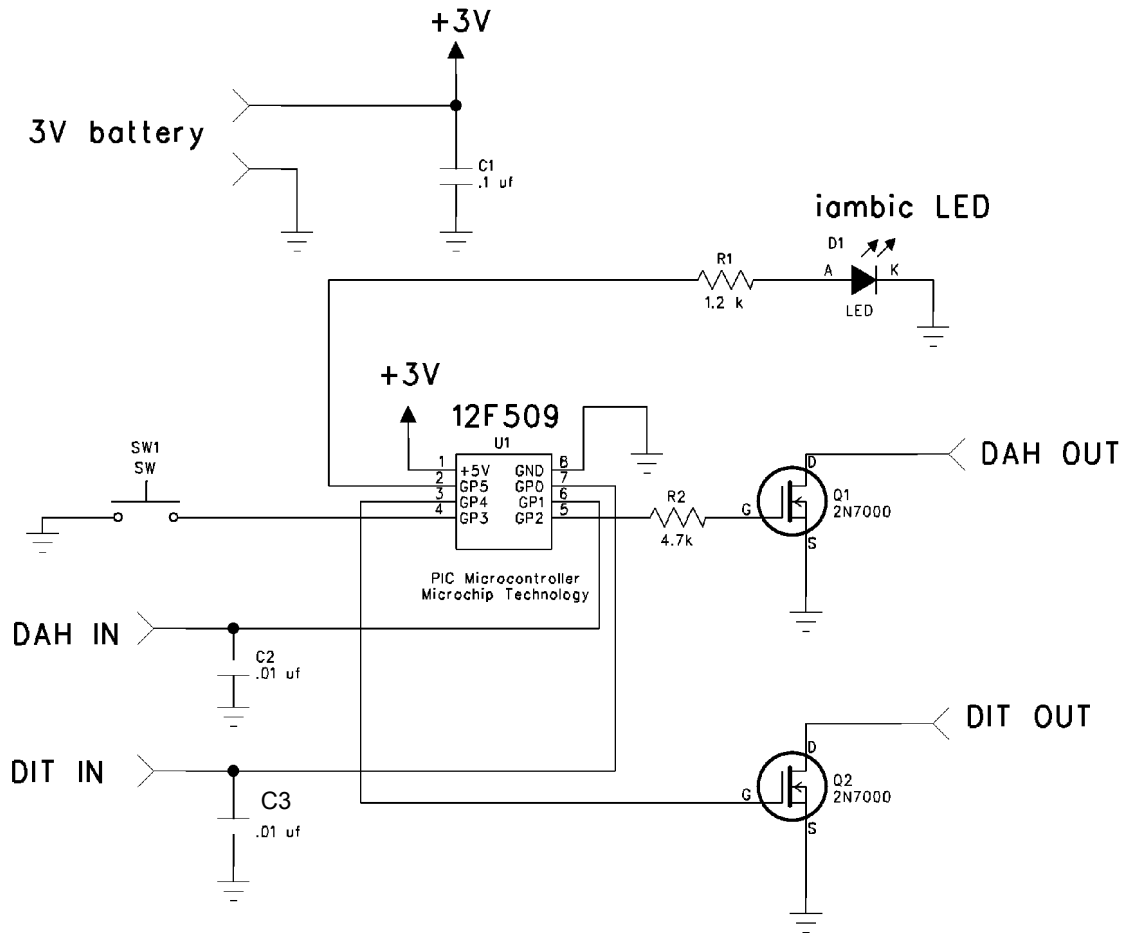 +3V
3V battery
C1
.1 uf
iambic LED
D1
A
K
LED
R1
1.2 k
+3V
12F509
U1
SW1
SW
1
+5V
GND
8
2
GP5
GP0
7
3
GP4
GP1
6
4
GP3
GP2
5
PIC Microcontroller
Microchip Technology
R2
4.7k
DAH OUT
D
G
Q1
2N7000
S
DAH IN
C2
.01 uf
DIT OUT
D
G
Q2
2N7000
S
DIT IN
C3
.01 uf